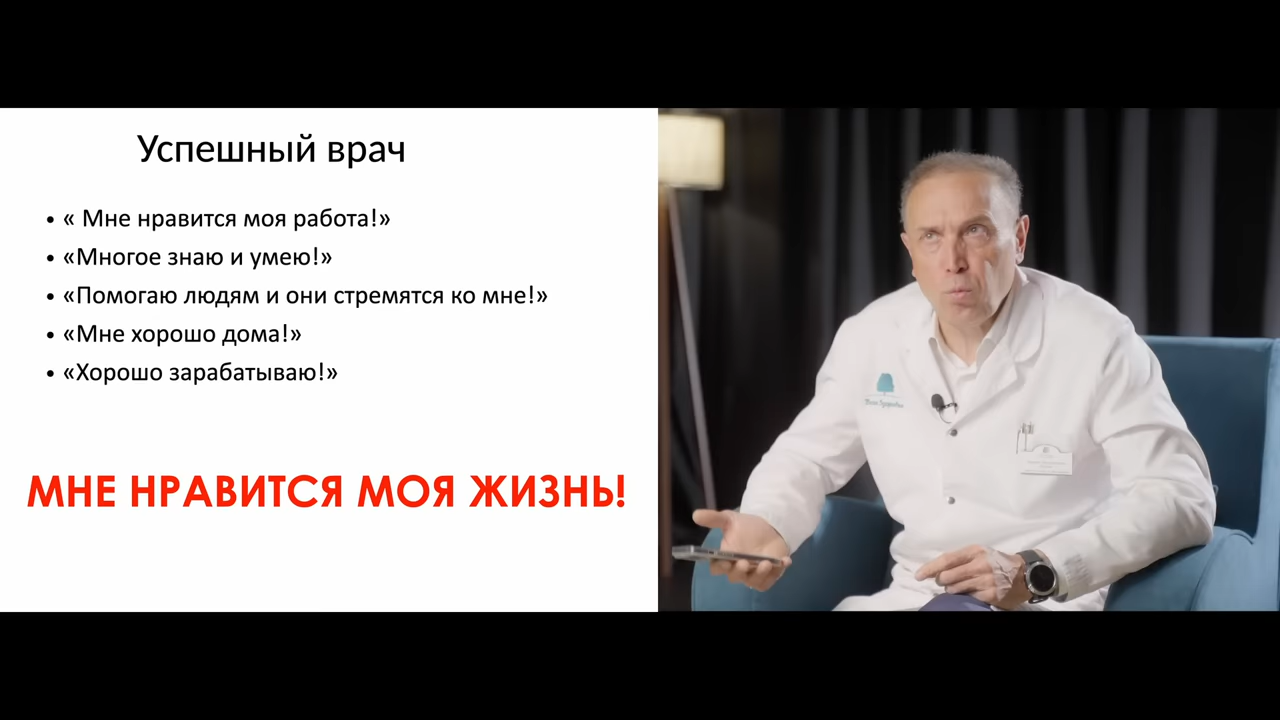 Успешный врач
• « Мне нравится моя работа!»
• «Многое знаю и умею!»
• «Помогаю людям и они стремятся ко мне!»
• «Мне хорошо дома!»
• «Хорошо зарабатываю!»
МНЕ НРАВИТСЯ МОЯ ЖИЗНЬ!